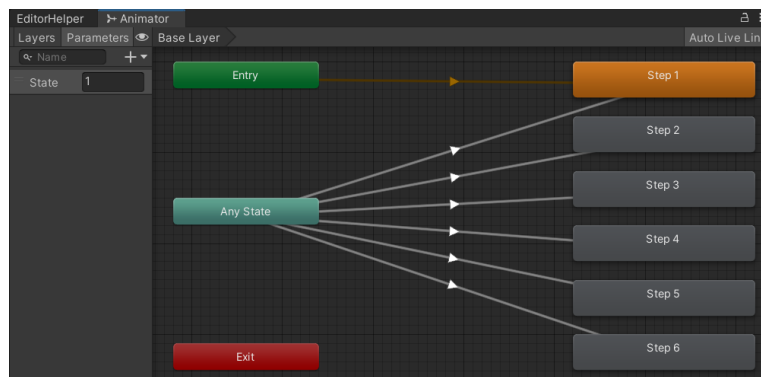 EditorHelper Animator
Layers Parameters Base Layer Auto Live Lin
Name
Entry Step 1
State 1
Step 2
Step 3
Any State
Step 4
Step 5
Exit Step 6